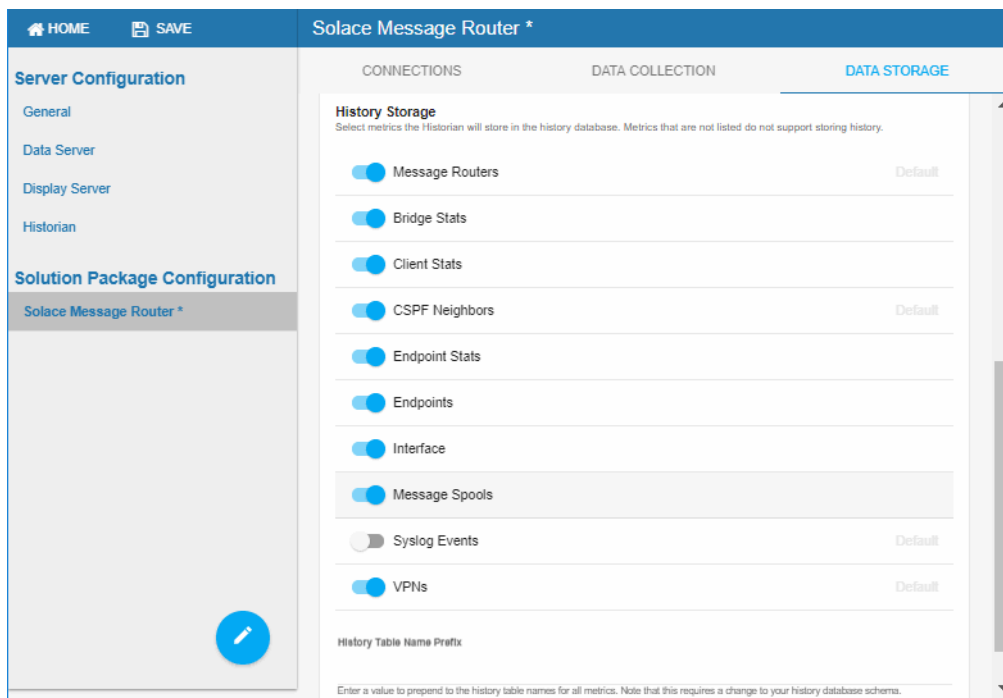 HOME
SAVE
Solace Message Router *
Server Configuration
General
Data Server
Display Server
Historian
Solution Package Configuration
Solace Message Router *
CONNECTIONS
DATA COLLECTION
DATA STORAGE
History Storage
Select metrics the Historian will store in the history database. Metrics that are not listed do not support storing history.
Message Routers Default
Bridge Stats
Client Stats
CSPF Neighbors Default
Endpoint Stats
Endpoints
Interface
Message Spools
Syslog Events Default
VPNs Default
History Table Name Prefix
Enter a value to prepend to the history table names for all metrics. Note that this requires a change to your history database schema.